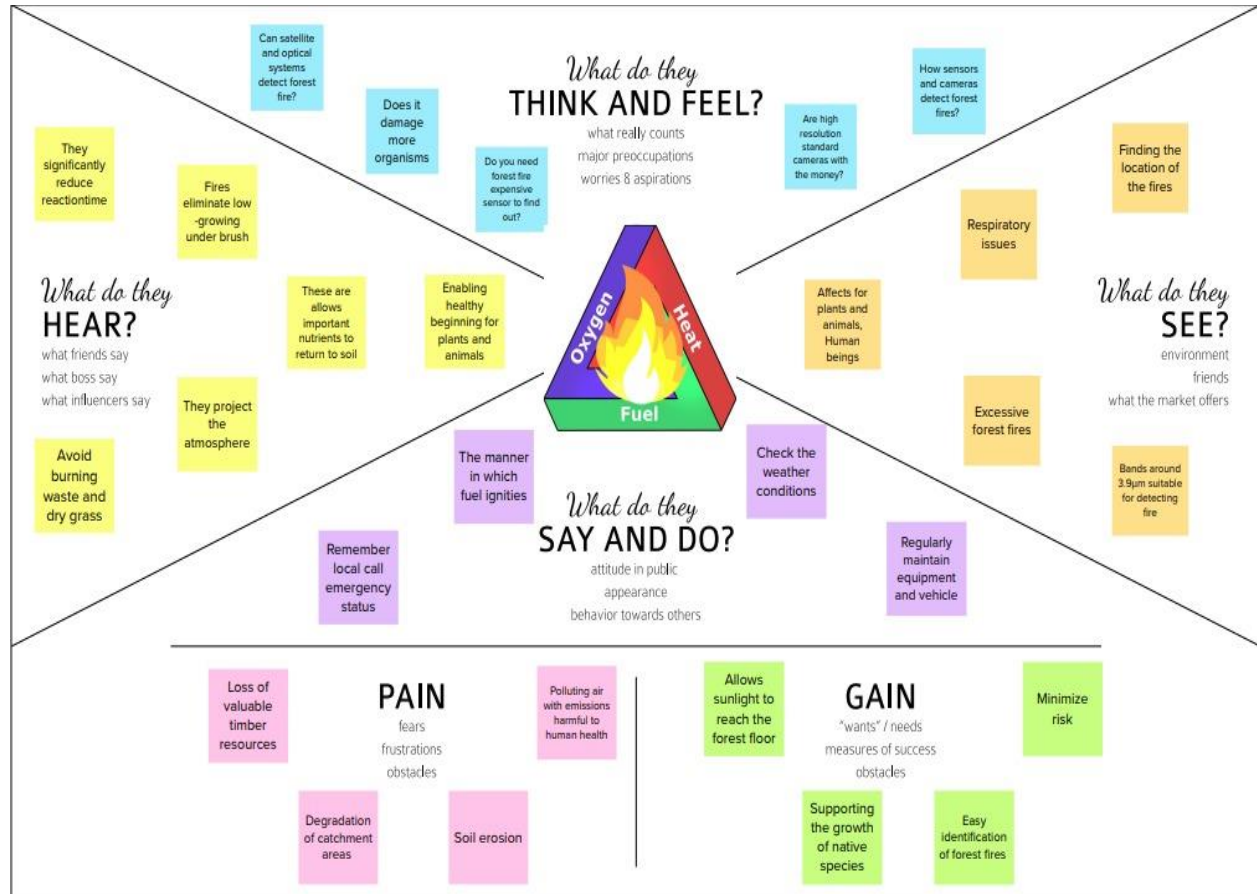 Can satellite
and optical
systems
detect forest
fire?
Does it
damage
more
organisms
Do you need
forest fire
expensive
sensor to find
out?
What do they
THINK AND FEEL?
what really counts
major preoccupations
worries & aspirations
Are high
resolution
standard
cameras with
the money?
How sensors
and cameras
detect forest
fires?
They
significantly
reduce
reactiontime
Fires
eliminate low
-growing
under brush
What do they
HEAR?
what friends say
what boss say
what influencers say
These are
allows
important
nutrients to
return to soil
Enabling
healthy
beginning for
plants and
animals
They project
the
atmosphere
Avoid
burning
waste and
dry grass
Oxygen
Heat
Fuel
Finding the
location of
the fires
Respiratory
issues
Affects for
plants and
animals,
Human
beings
What do they
SEE?
environment
friends
what the market offers
Excessive
forest fires
Bands around
3.9μm suitable
for detecting
fire
The manner
in which
fuel ignities
Check the
weather
conditions
What do they
SAY AND DO?
attitude in public
appearance
behavior towards others
Remember
local call
emergency
status
Regularly
maintain
equipment
and vehicle
Loss of
valuable
timber
resources
PAIN
fears
frustrations
obstacles
Polluting air
with emissions
harmful to
human health
Degradation
of catchment
areas
Soil erosion
Allows
sunlight to
reach the
forest floor
GAIN
"wants" / needs
measures of success
obstacles
Minimize
risk
Supporting
the growth
of native
species
Easy
identification
of forest fires